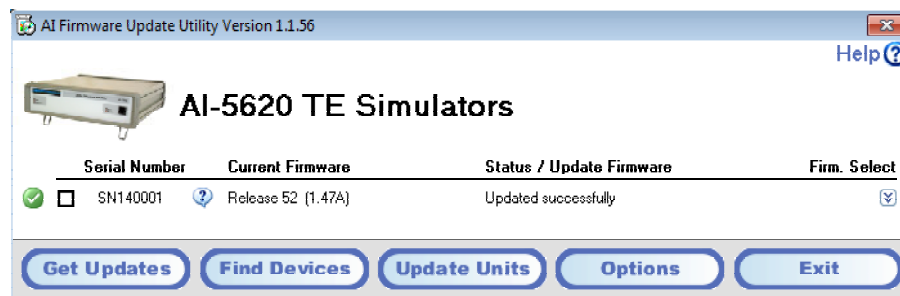 AI Firmware Update Utility Version 1.1.56
Help
AI-5620 TE Simulators
Serial Number Current Firmware Status / Update Firmware Firm. Select
SN140001 Release 52 (1.47A) Updated successfully
Get Updates Find Devices Update Units Options Exit